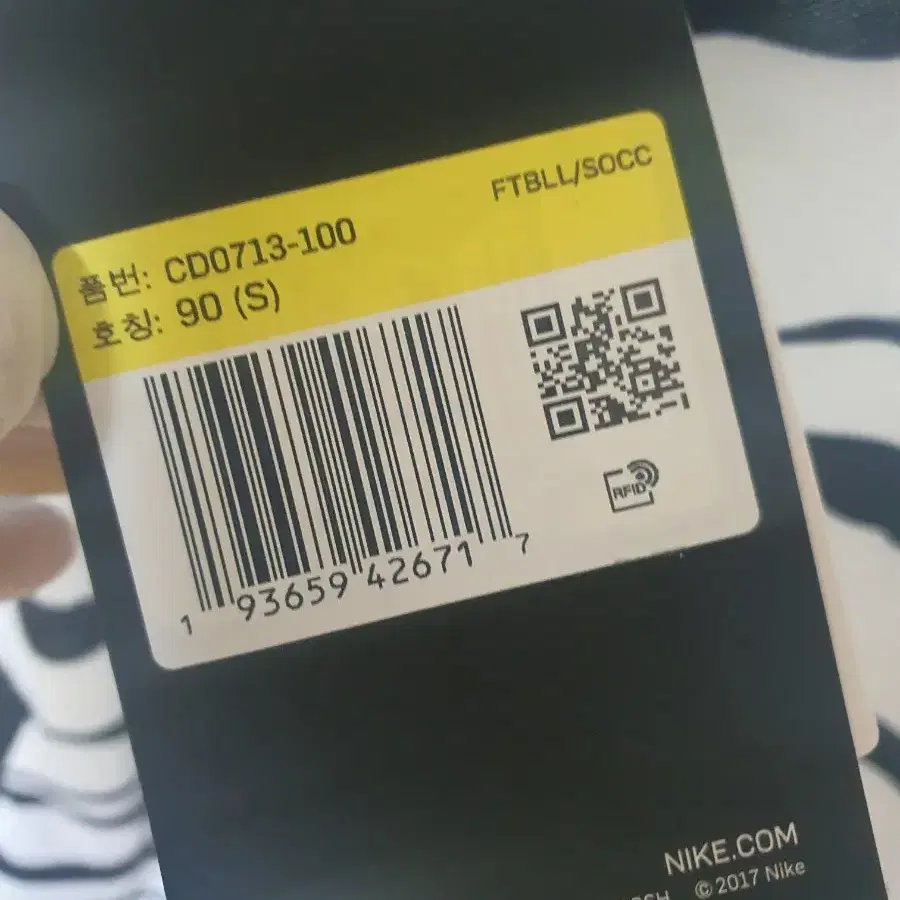 FTBLL/SOCC
품번: CD0713-100
호칭: 90 (S)
1 93659 42671 7
RFID
NIKE.COM
© 2017 Nike